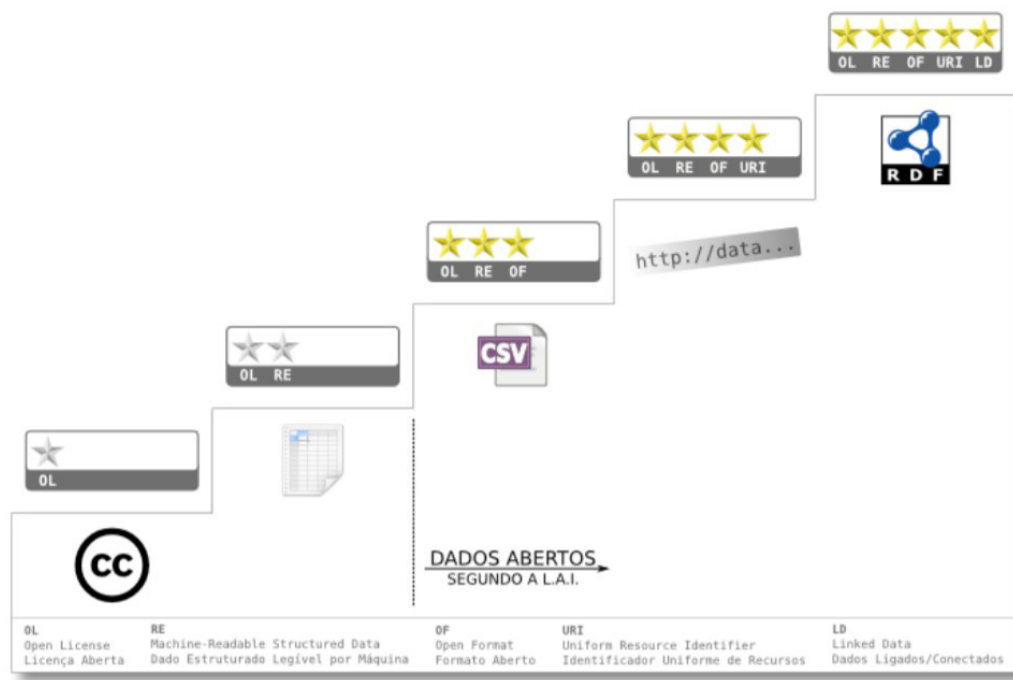 OL RE OF URI LD
RDF
OL RE OF URI
http://data...
OL RE OF
CSV
OL RE
OL
CC
DADOS ABERTOS
SEGUNDO A L.A.I.
OL
Open License
Licença Aberta
RE
Machine-Readable Structured Data
Dado Estruturado Legível por Máquina
OF
Open Format
Formato Aberto
URI
Uniform Resource Identifier
Identificador Uniforme de Recursos
LD
Linked Data
Dados Ligados/Conectados